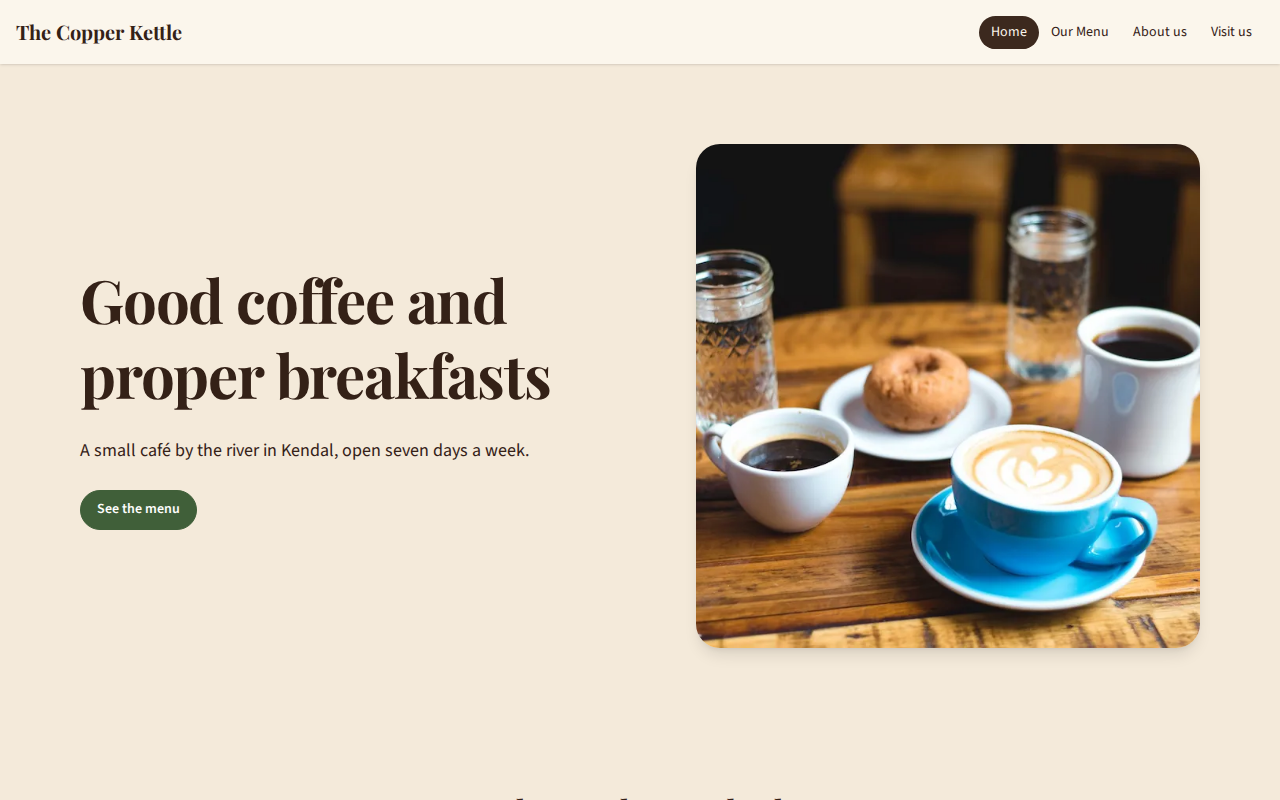 The Copper Kettle
Home
Our Menu
About us
Visit us
Good coffee and
proper breakfasts
A small café by the river in Kendal, open seven days a week.
See the menu